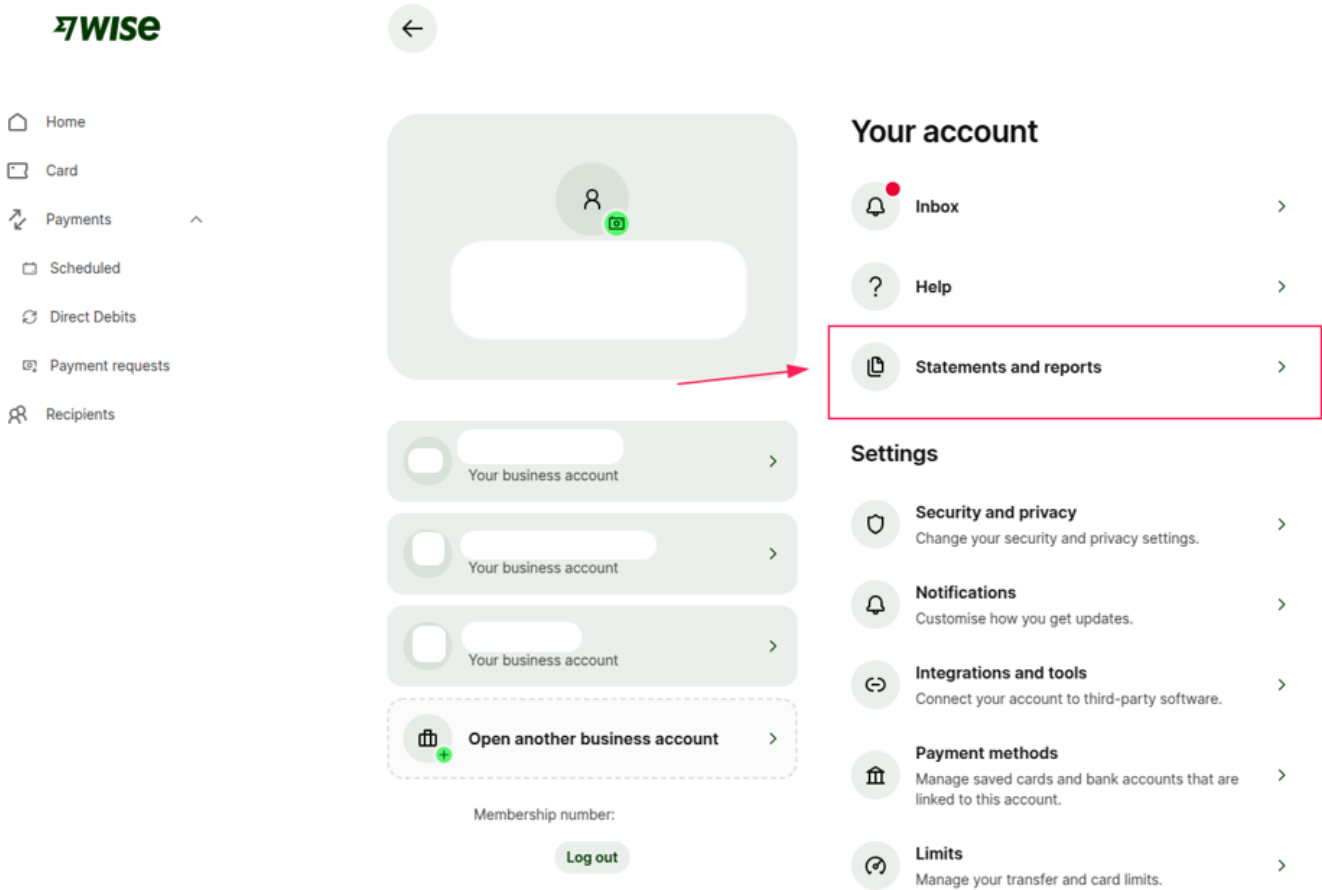 WISE
Home
Card
Payments
Scheduled
Direct Debits
Payment requests
Recipients
Your business account
Your business account
Your business account
Open another business account
Membership number:
Log out
Your account
Inbox
Help
Statements and reports
Settings
Security and privacy
Change your security and privacy settings.
Notifications
Customise how you get updates.
Integrations and tools
Connect your account to third-party software.
Payment methods
Manage saved cards and bank accounts that are
linked to this account.
Limits
Manage your transfer and card limits.